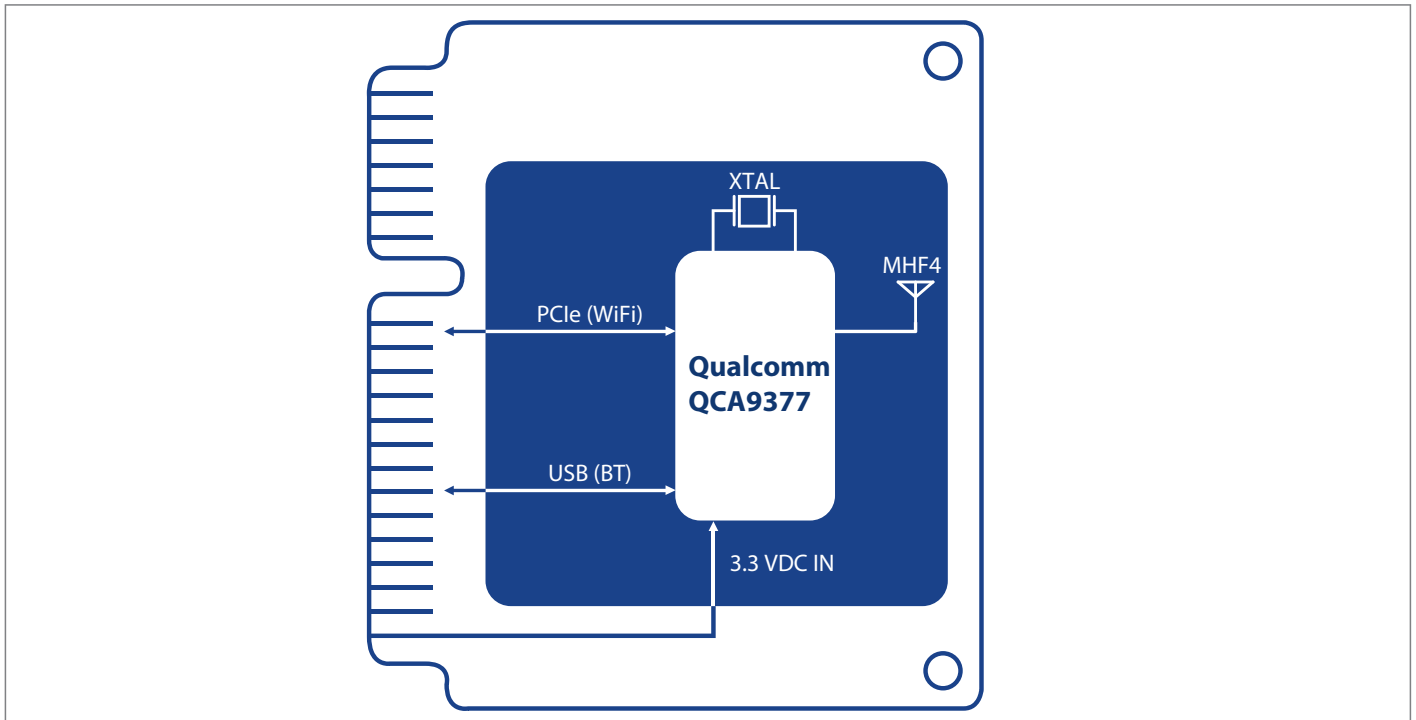 XTAL
MHF4
PCIe (WiFi)
Qualcomm
QCA9377
USB (BT)
3.3 VDC IN